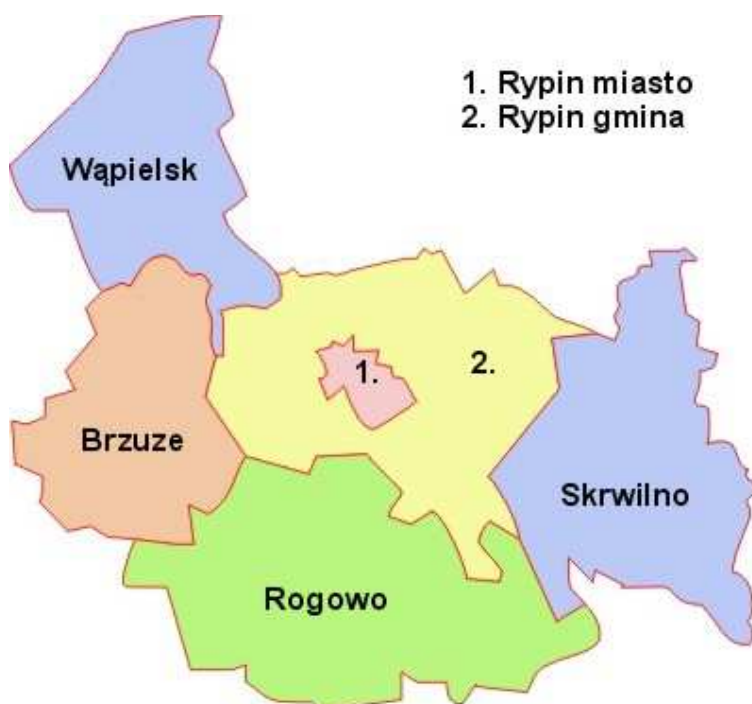 1. Rypin miasto
2. Rypin gmina
Wąpielsk
1.
2.
Brzuze
Skrwilno
Rogowo